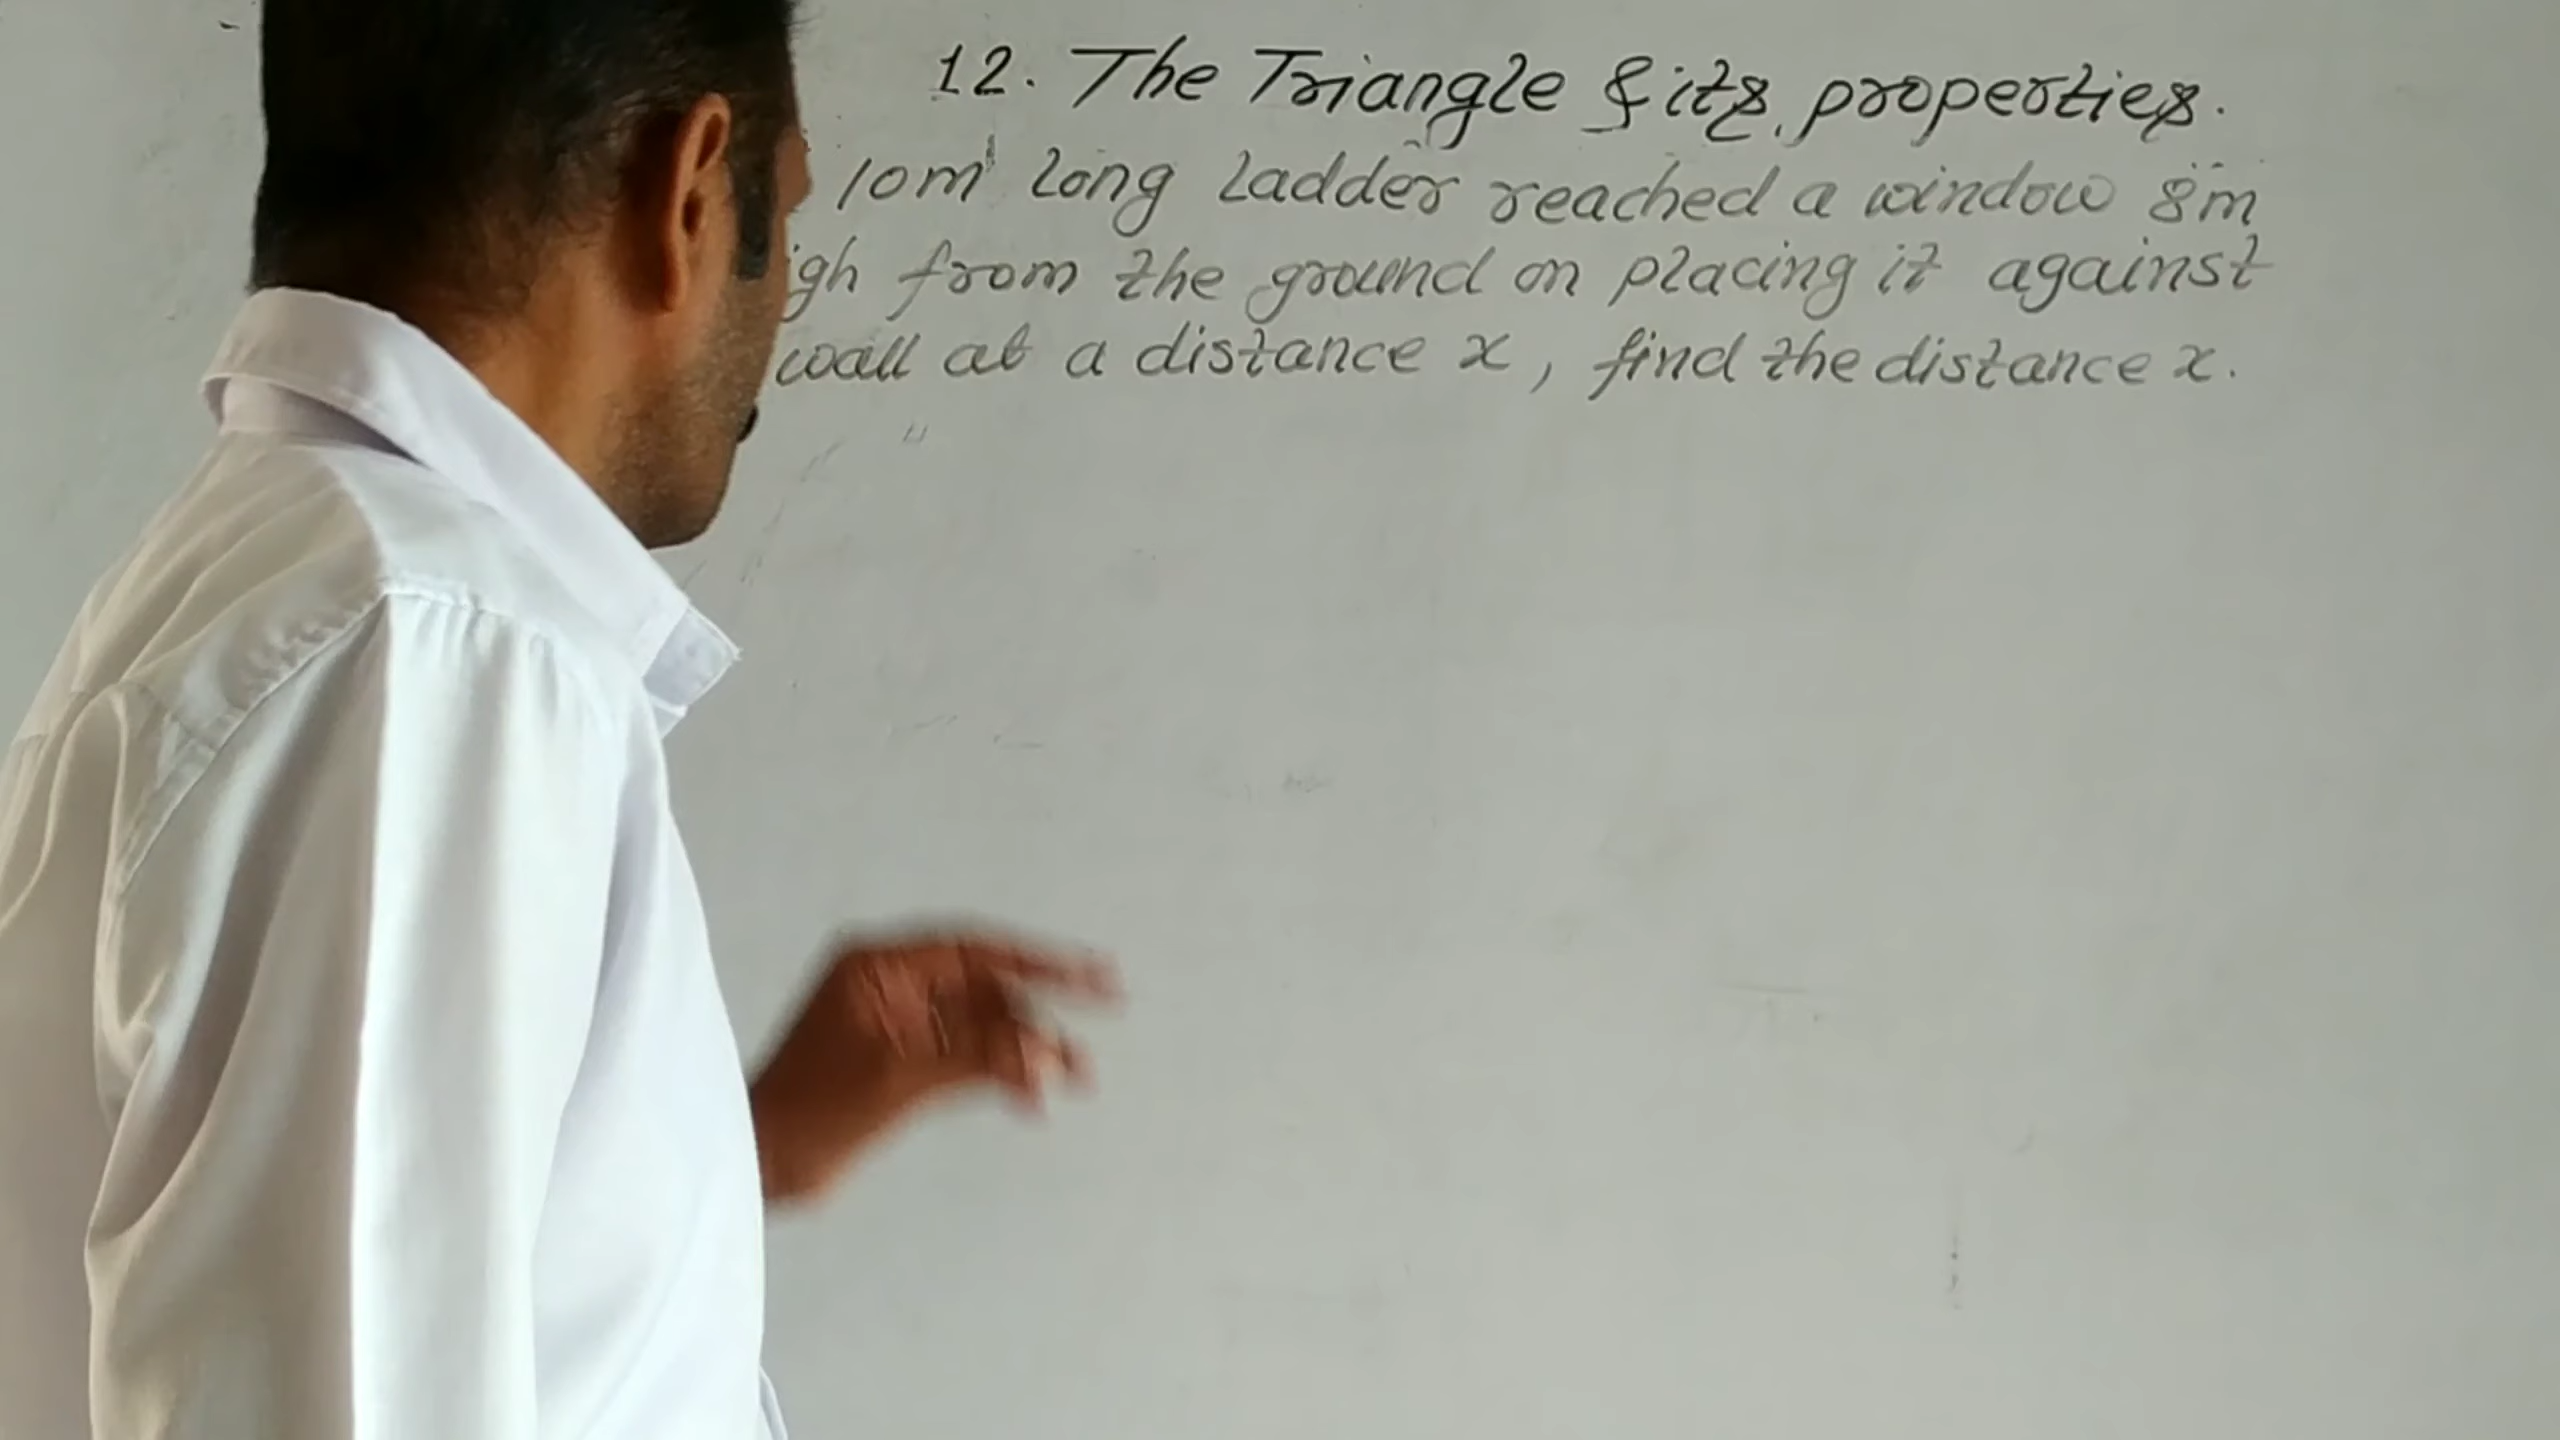 12. The Triangle & its properties.
10m long ladder reached a window 8m
igh from the ground on placing it against
wall at a distance x, find the distance x.